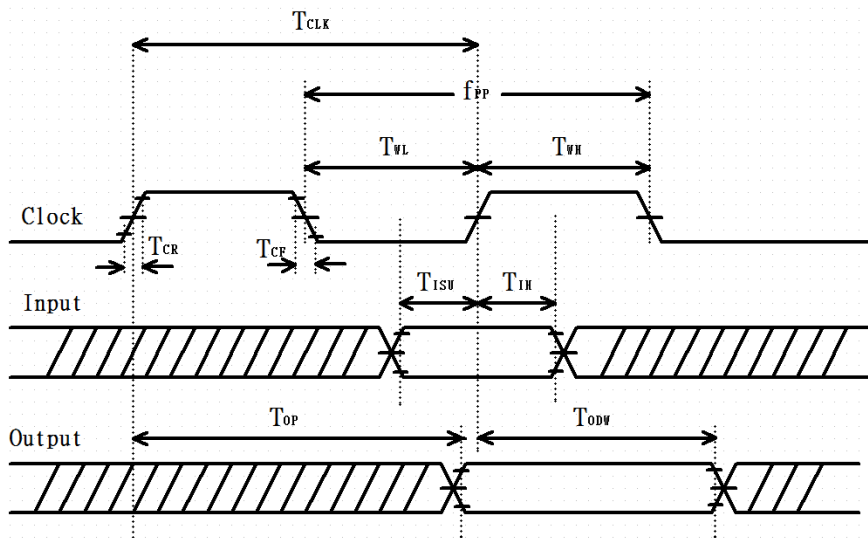 TCLK
fPP
TWL TWH
Clock
TCR TCF
TISU TIH
Input
TOP TODW
Output